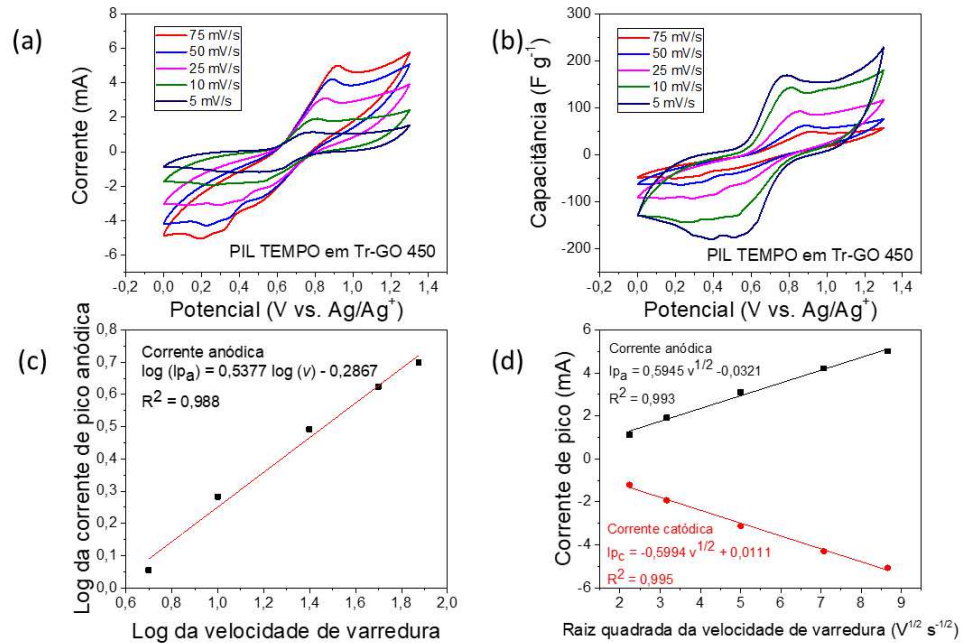 (a)
Corrente (mA)
6
4
2
0
-2
-4
-6
75 mV/s
50 mV/s
25 mV/s
10 mV/s
5 mV/s
PIL TEMPO em Tr-GO 450
-0,2 0,0 0,2 0,4 0,6 0,8 1,0 1,2 1,4
Potencial (V vs. Ag/Ag⁺)
(b)
Capacitância (F g⁻¹)
300
200
100
0
-100
-200
75 mV/s
50 mV/s
25 mV/s
10 mV/s
5 mV/s
PIL TEMPO em Tr-GO 450
-0,2 0,0 0,2 0,4 0,6 0,8 1,0 1,2 1,4
Potencial (V vs. Ag/Ag⁺)
(c)
Log da corrente de pico anódica
0,8
0,7
0,6
0,5
0,4
0,3
0,2
0,1
0,0
Corrente anódica
log (Ipₐ) = 0,5377 log (v) - 0,2867
R² = 0,988
0,6 0,8 1,0 1,2 1,4 1,6 1,8 2,0
Log da velocidade de varredura
(d)
Corrente de pico (mA)
6
4
2
0
-2
-4
-6
Corrente anódica
Ipₐ = 0,5945 v¹ᐟ² -0,0321
R² = 0,993
Corrente catódica
Ip꜀ = -0,5994 v¹ᐟ² + 0,0111
R² = 0,995
2 3 4 5 6 7 8 9
Raiz quadrada da velocidade de varredura (V¹ᐟ² s⁻¹ᐟ²)